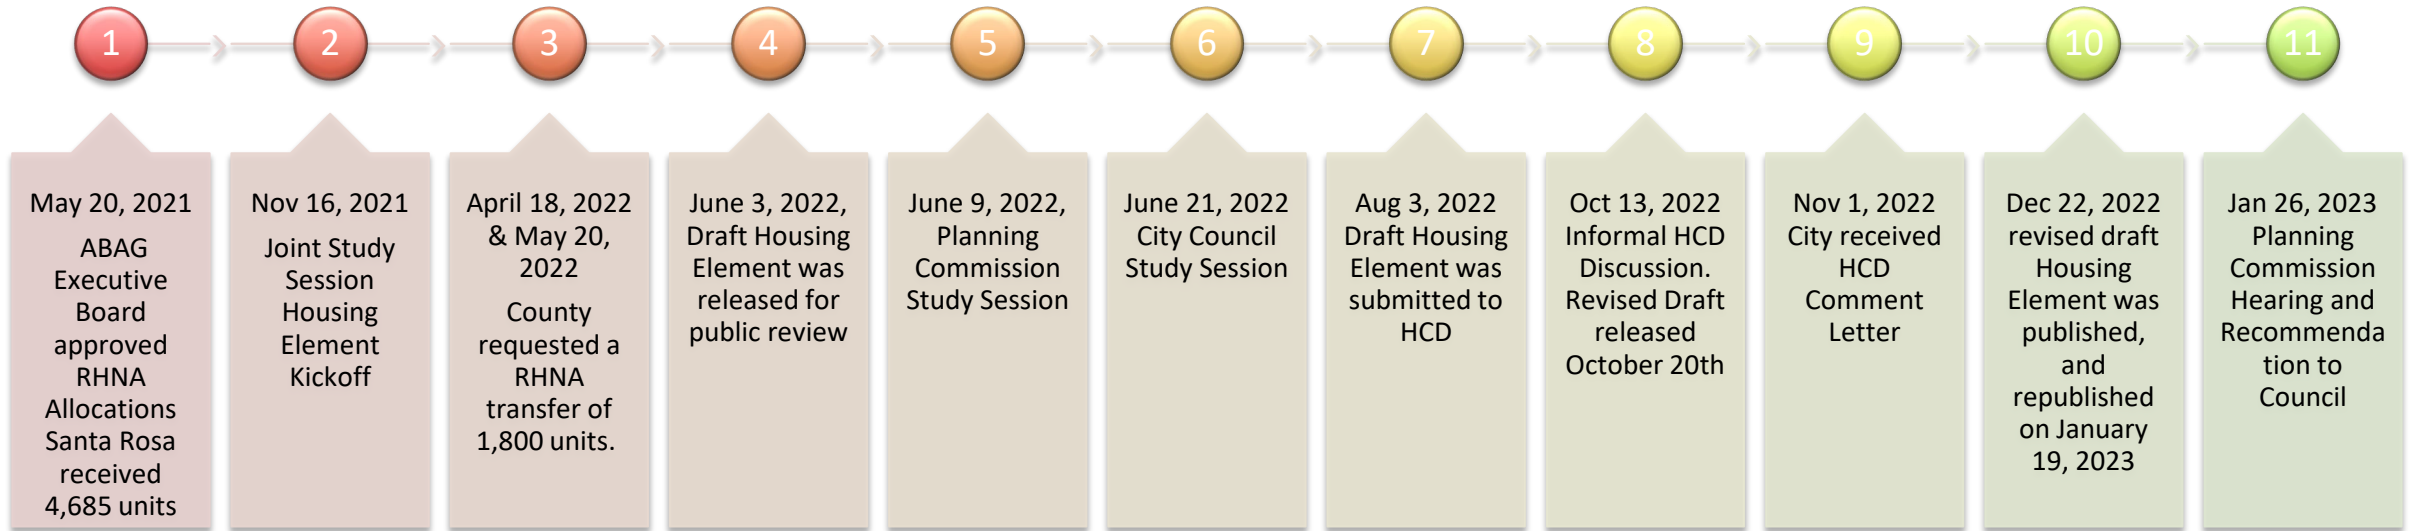 1
2
3
4
5
6
7
8
9
10
11
May 20, 2021
ABAG
Executive
Board
approved
RHNA
Allocations
Santa Rosa
received
4,685 units
Nov 16, 2021
Joint Study
Session
Housing
Element
Kickoff
April 18, 2022
& May 20,
2022
County
requested a
RHNA
transfer of
1,800 units.
June 3, 2022,
Draft Housing
Element was
released for
public review
June 9, 2022,
Planning
Commission
Study Session
June 21, 2022
City Council
Study Session
Aug 3, 2022
Draft Housing
Element was
submitted to
HCD
Oct 13, 2022
Informal HCD
Discussion.
Revised Draft
released
October 20th
Nov 1, 2022
City received
HCD
Comment
Letter
Dec 22, 2022
revised draft
Housing
Element was
published,
and
republished
on January
19, 2023
Jan 26, 2023
Planning
Commission
Hearing and
Recommenda
tion to
Council